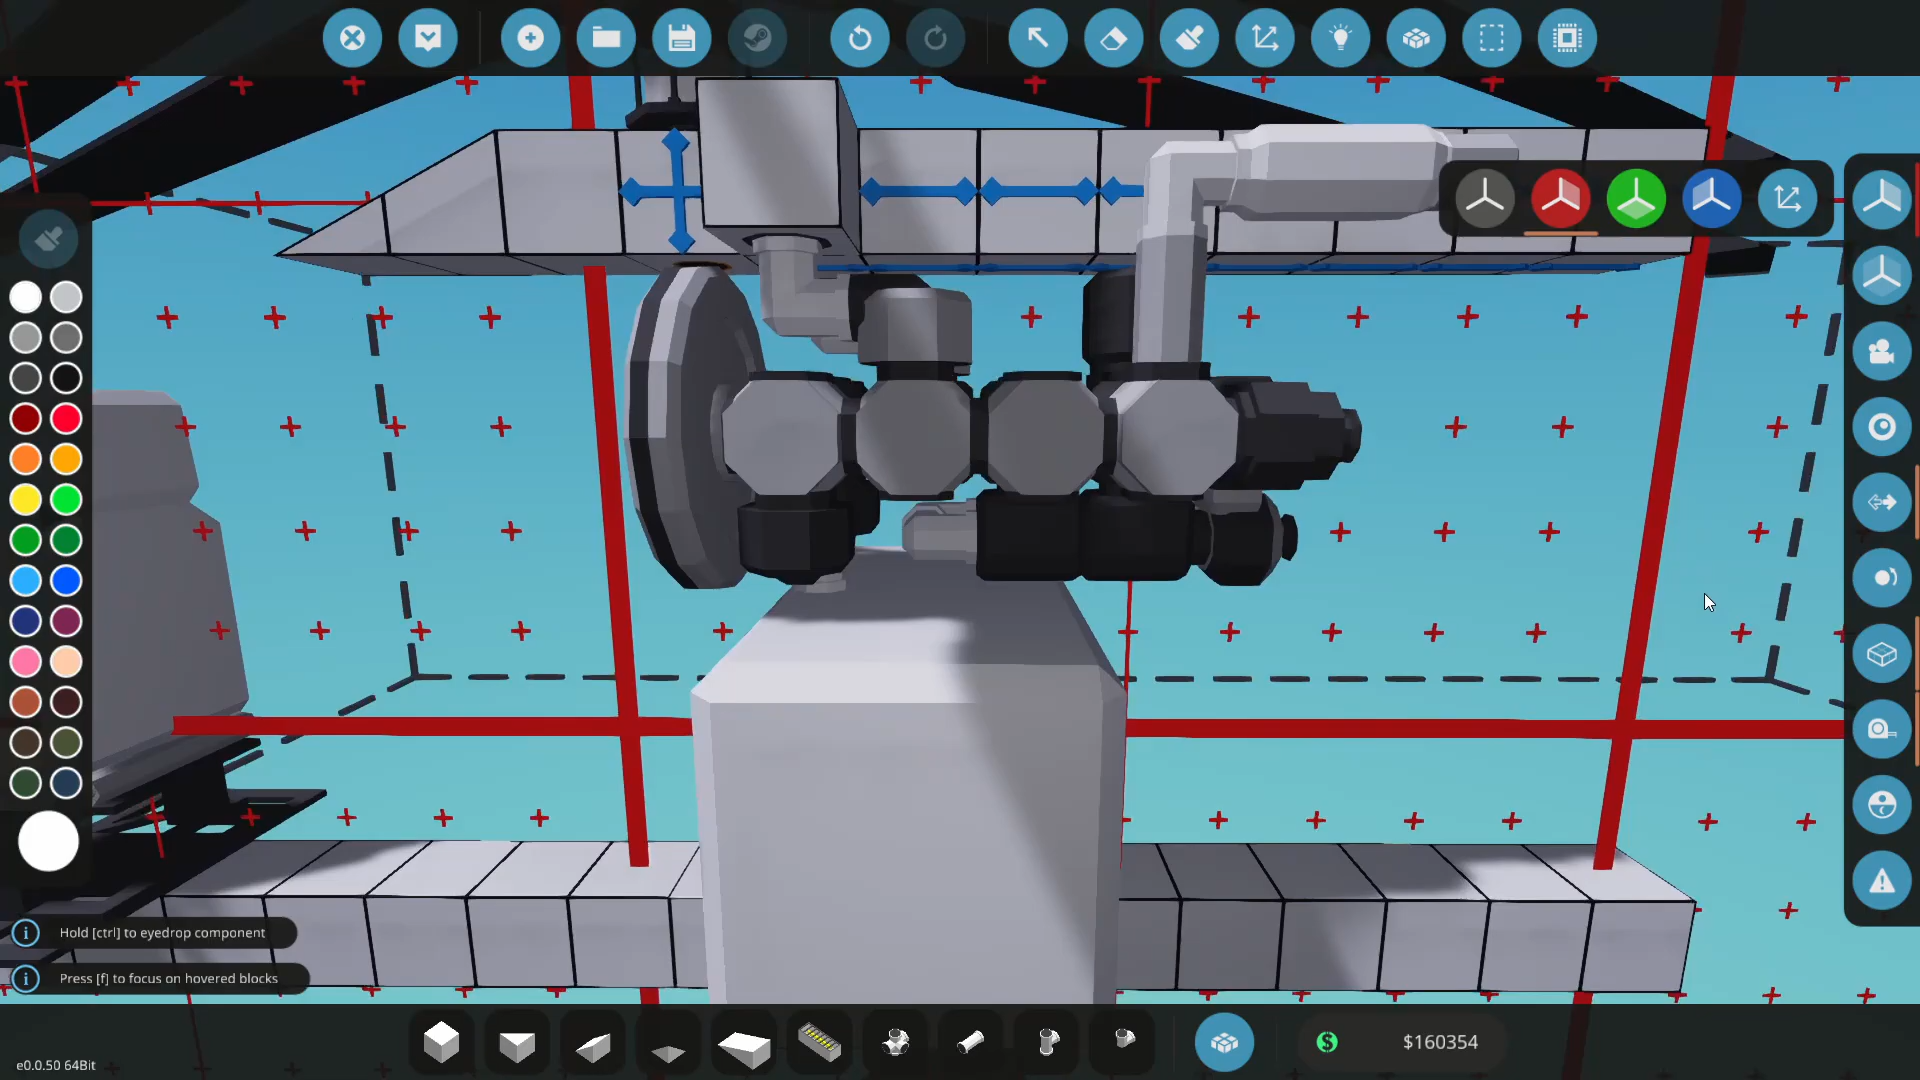 Hold [ctrl] to eyedrop component
Press [f] to focus on hovered blocks
$ $160354
e0.0.50 64Bit